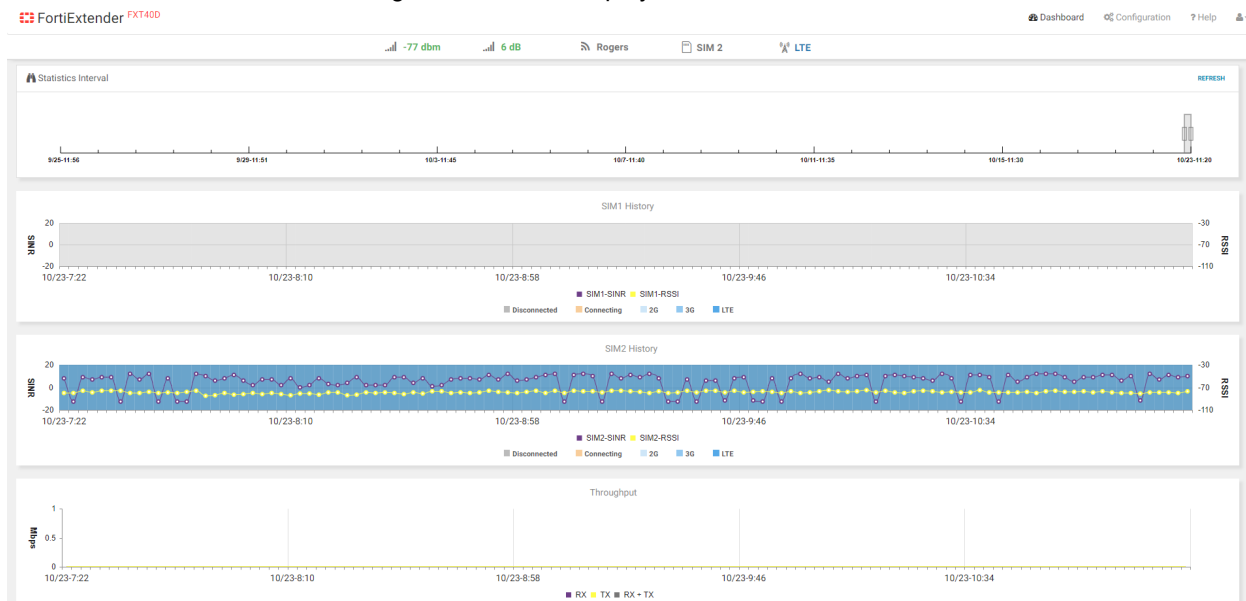 FortiExtender FXT40D Dashboard Configuration ? Help
-77 dbm 6 dB Rogers SIM 2 LTE
Statistics Interval REFRESH
9/25-11:56 9/29-11:51 10/3-11:45 10/7-11:40 10/11-11:35 10/15-11:30 10/23-11:20
SIM1 History
20 -30
SINR 0 -70 RSSI
-20 -110
10/23-7:22 10/23-8:10 10/23-8:58 10/23-9:46 10/23-10:34
SIM1-SINR SIM1-RSSI
Disconnected Connecting 2G 3G LTE
SIM2 History
20 -30
SINR 0 -70 RSSI
-20 -110
10/23-7:22 10/23-8:10 10/23-8:58 10/23-9:46 10/23-10:34
SIM2-SINR SIM2-RSSI
Disconnected Connecting 2G 3G LTE
Throughput
1
Mbps 0.5
0
10/23-7:22 10/23-8:10 10/23-8:58 10/23-9:46 10/23-10:34
RX TX RX + TX